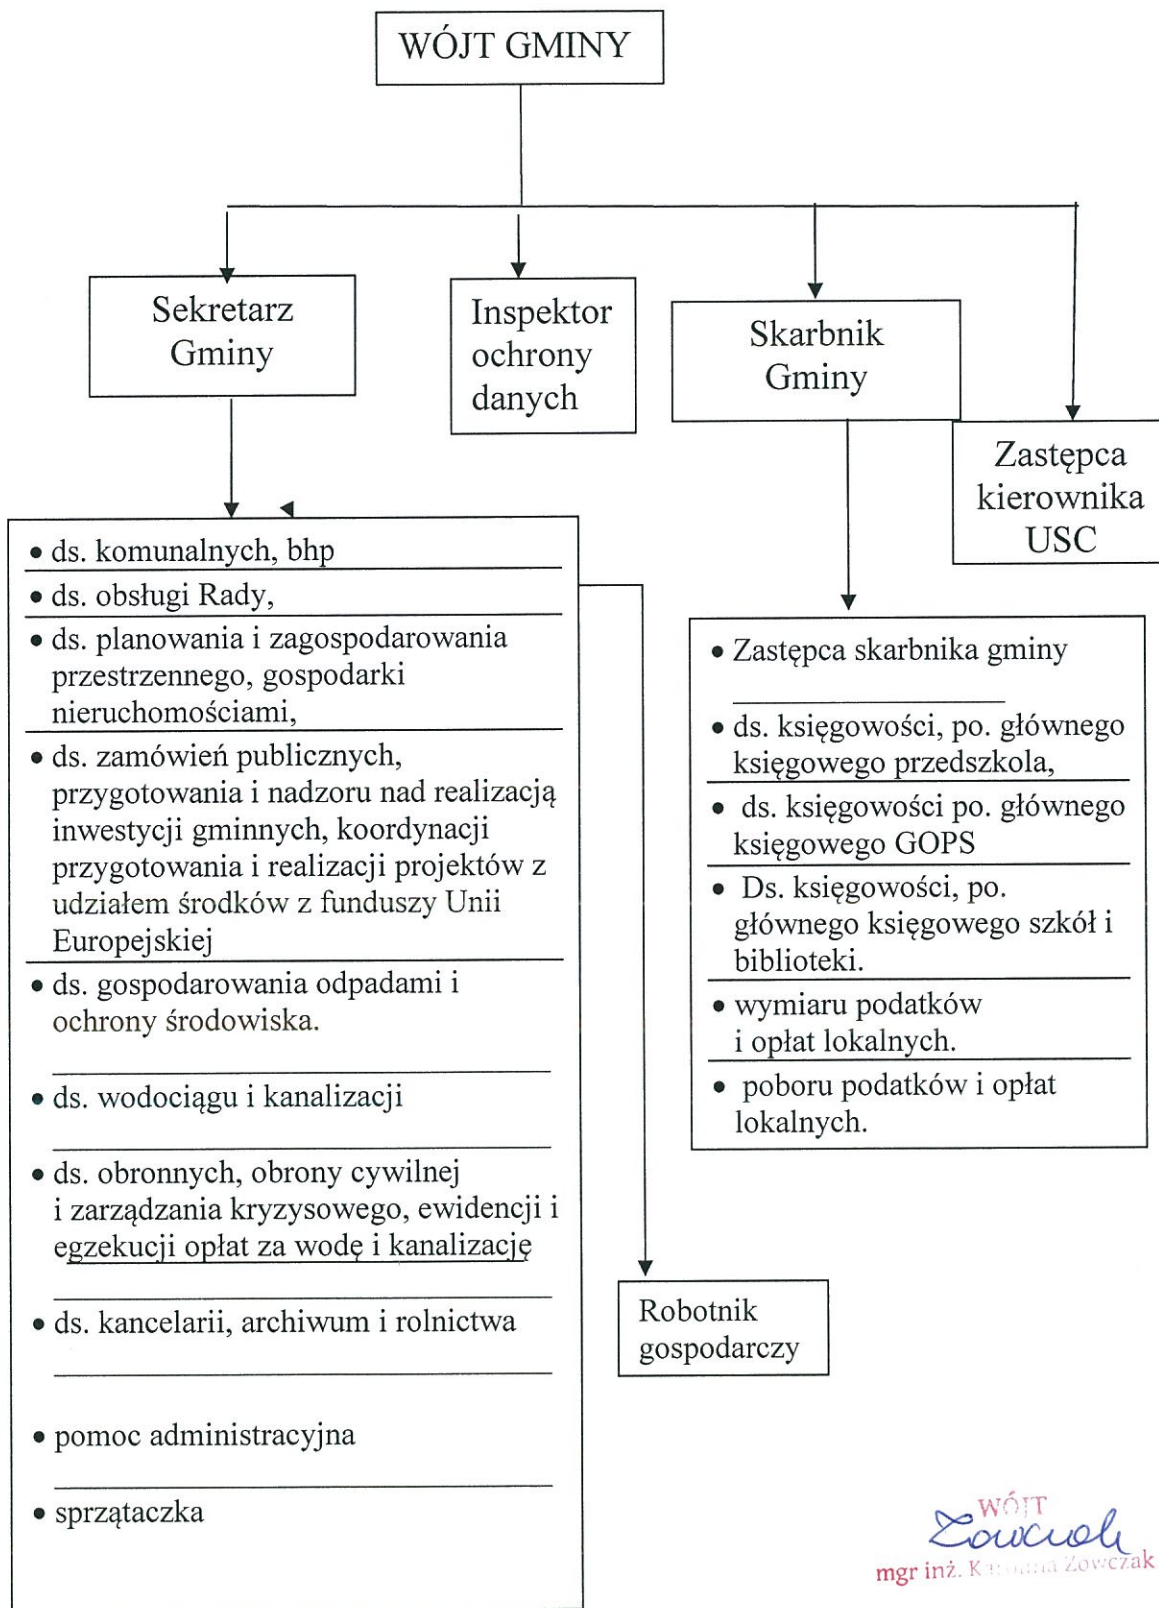 WÓJT GMINY
Sekretarz
Gminy
Inspektor
ochrony
danych
Skarbnik
Gminy
Zastępca
kierownika
USC
• ds. komunalnych, bhp
• ds. obsługi Rady,
• ds. planowania i zagospodarowania
przestrzennego, gospodarki
nieruchomościami,
• ds. zamówień publicznych,
przygotowania i nadzoru nad realizacją
inwestycji gminnych, koordynacji
przygotowania i realizacji projektów z
udziałem środków z funduszy Unii
Europejskiej
• ds. gospodarowania odpadami i
ochrony środowiska.
• ds. wodociągu i kanalizacji
• ds. obronnych, obrony cywilnej
i zarządzania kryzysowego, ewidencji i
egzekucji opłat za wodę i kanalizację
• ds. kancelarii, archiwum i rolnictwa
• pomoc administracyjna
• sprzątaczka
• Zastępca skarbnika gminy
• ds. księgowości, po. głównego
księgowego przedszkola,
• ds. księgowości po. głównego
księgowego GOPS
• Ds. księgowości, po.
głównego księgowego szkół i
biblioteki.
• wymiaru podatków
i opłat lokalnych.
• poboru podatków i opłat
lokalnych.
Robotnik
gospodarczy
WÓJT
mgr inż. Zowczak